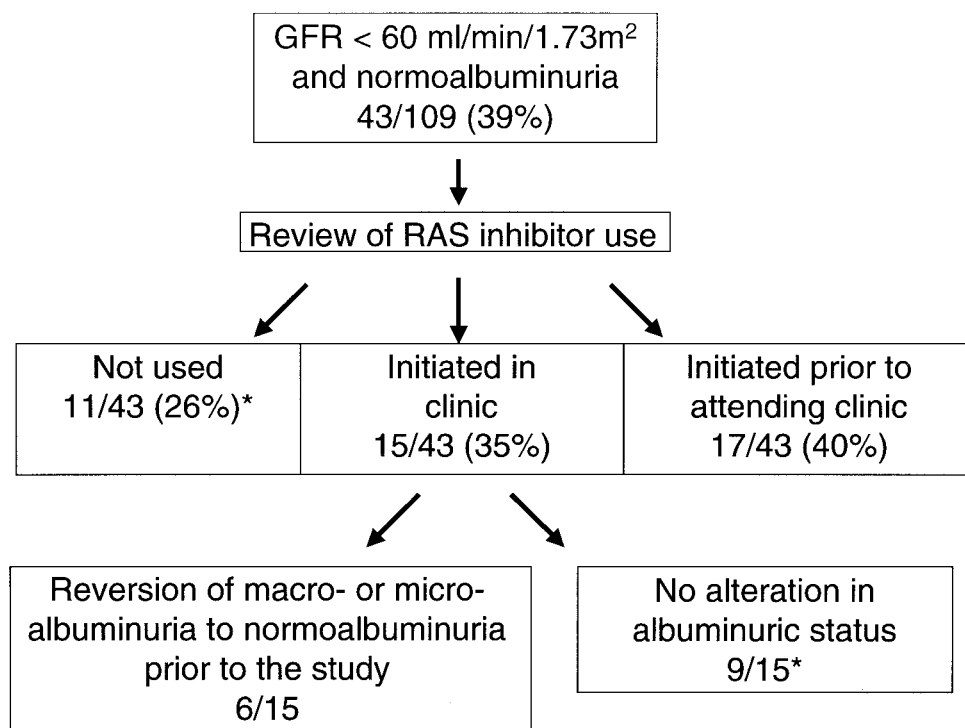 GFR < 60 ml/min/1.73m²
and normoalbuminuria
43/109 (39%)
Review of RAS inhibitor use
Not used
11/43 (26%)*
Initiated in
clinic
15/43 (35%)
Initiated prior to
attending clinic
17/43 (40%)
Reversion of macro- or micro-
albuminuria to normoalbuminuria
prior to the study
6/15
No alteration in
albuminuric status
9/15*